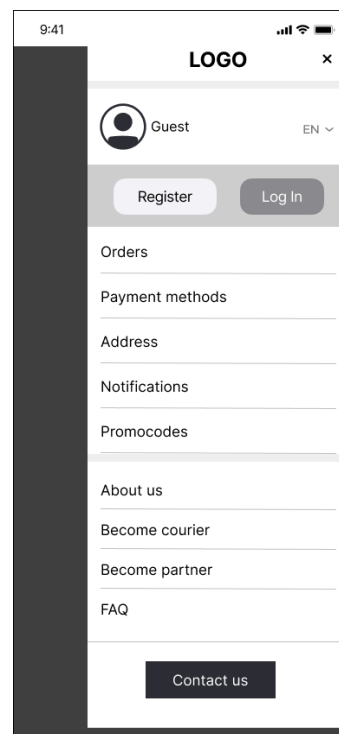 9:41
LOGO ×
Guest EN
Register Log In
Orders
Payment methods
Address
Notifications
Promocodes
About us
Become courier
Become partner
FAQ
Contact us